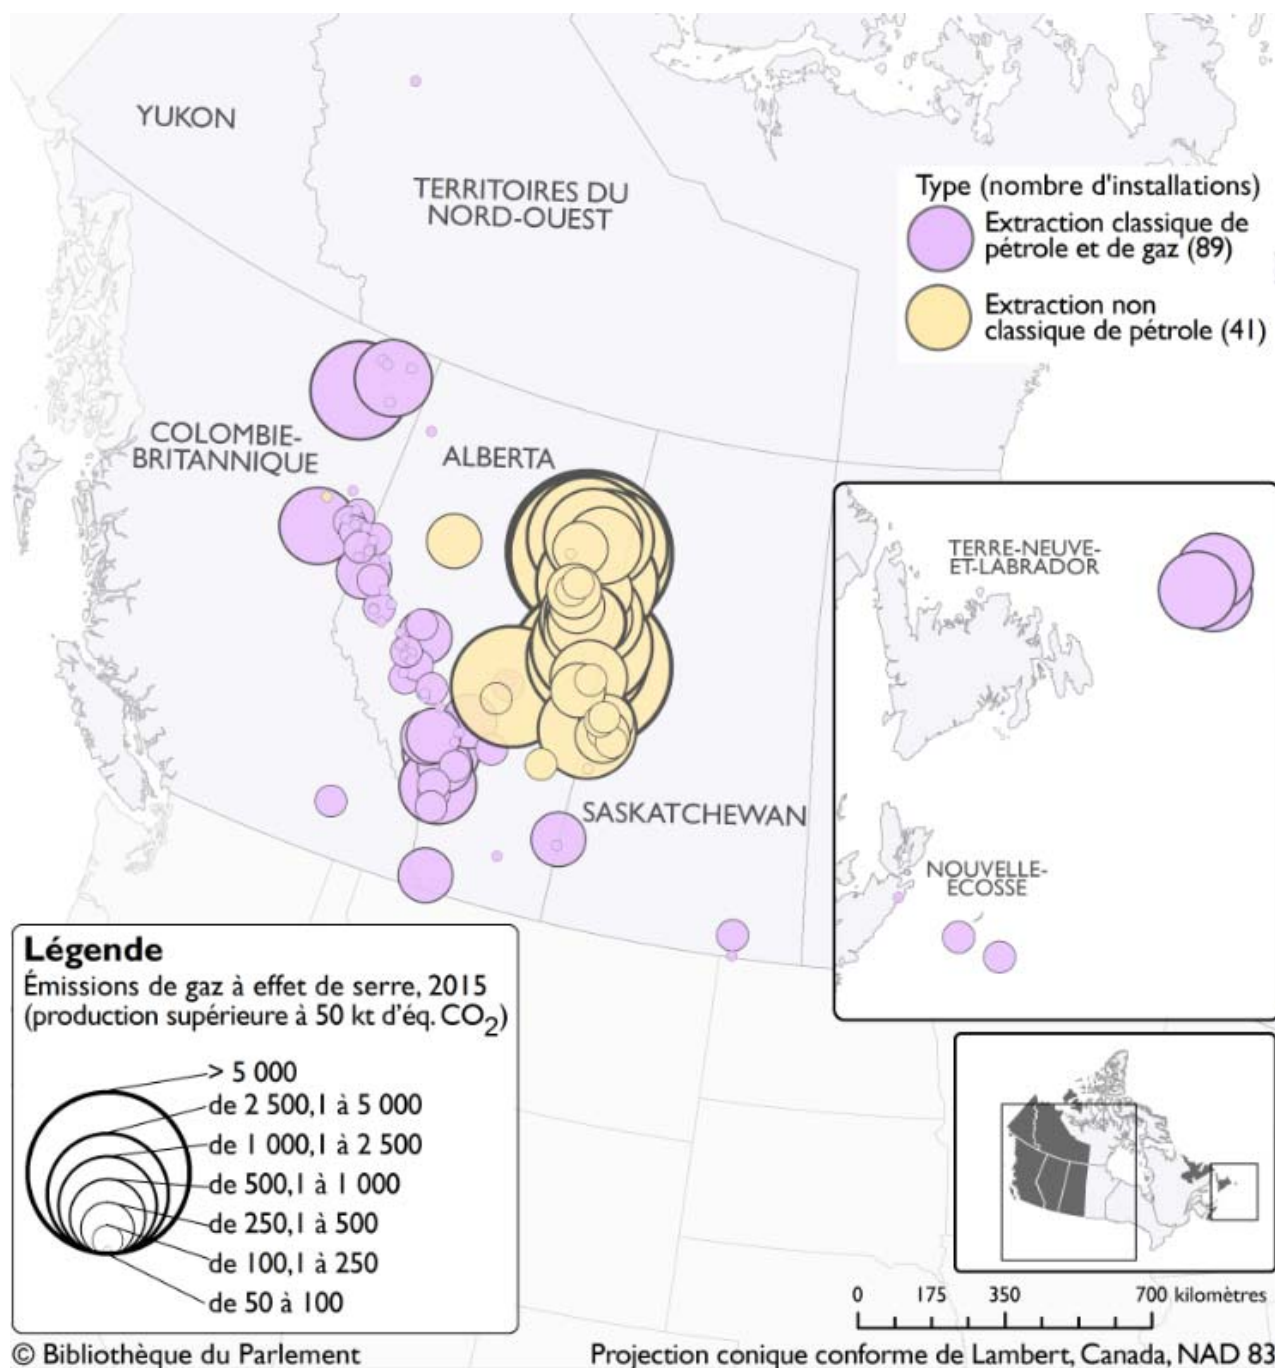 YUKON
TERRITOIRES DU
NORD-OUEST
Type (nombre d'installations)
Extraction classique de
pétrole et de gaz (89)
Extraction non
classique de pétrole (41)
COLOMBIE-
BRITANNIQUE
ALBERTA
SASKATCHEWAN
TERRE-NEUVE-
ET-LABRADOR
NOUVELLE-
ECOSSE
Légende
Émissions de gaz à effet de serre, 2015
(production supérieure à 50 kt d'éq. CO2)
> 5 000
de 2 500,1 à 5 000
de 1 000,1 à 2 500
de 500,1 à 1 000
de 250,1 à 500
de 100,1 à 250
de 50 à 100
0 175 350 700 kilomètres
© Bibliothèque du Parlement
Projection conique conforme de Lambert, Canada, NAD 83